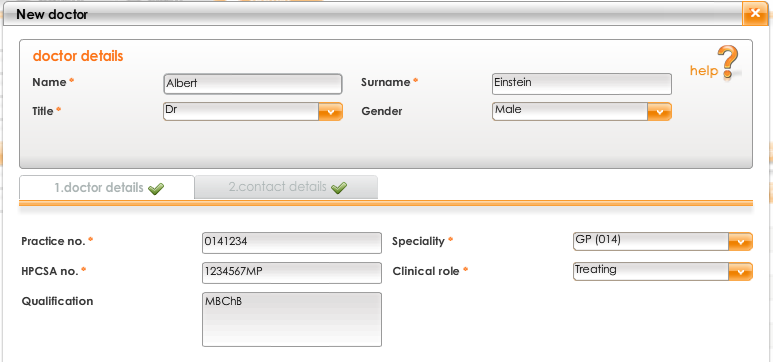 New doctor
doctor details
help
Name * Albert Surname * Einstein
Title * Dr Gender Male
1.doctor details 2.contact details
Practice no. * 0141234 Speciality * GP (014)
HPCSA no. * 1234567MP Clinical role * Treating
Qualification MBChB